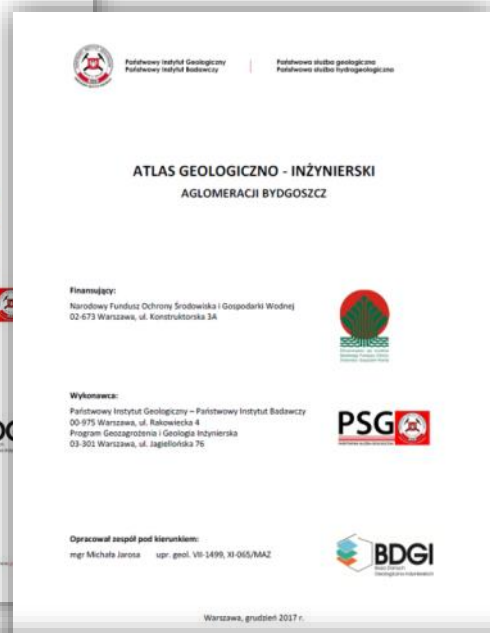 Państwowy Instytut Geologiczny
Państwowy Instytut Badawczy
Państwowa służba geologiczna
Państwowa służba hydrogeologiczna
ATLAS GEOLOGICZNO - INŻYNIERSKI
AGLOMERACJI BYDGOSZCZ
Finansujący:
Narodowy Fundusz Ochrony Środowiska i Gospodarki Wodnej
02-673 Warszawa, ul. Konstruktorska 3A
Wykonawca:
Państwowy Instytut Geologiczny – Państwowy Instytut Badawczy
00-975 Warszawa, ul. Rakowiecka 4
Program Geozagrożenia i Geologia Inżynierska
03-301 Warszawa, ul. Jagiellońska 76
PSG
Opracował zespół pod kierunkiem:
mgr Michała Jarosa upr. geol. VII-1499, XI-065/MAZ
BDGI
Warszawa, grudzień 2017 r.